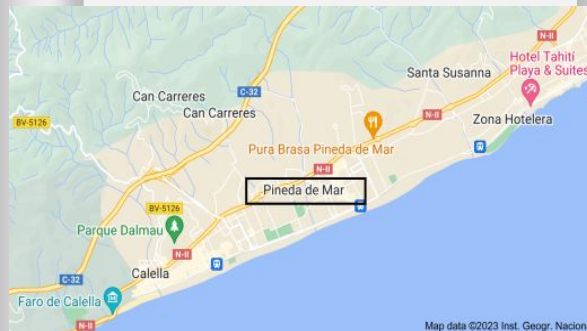 N-II
Hotel Tahití
Playa & Suites
Santa Susanna
C-32
Can Carreres
Can Carreres
N-II
Zona Hotelera
BV-5126
Pura Brasa Pineda de Mar
N-II
Pineda de Mar
BV-5126
Parque Dalmau
N-II
Calella
C-32
Faro de Calella
N-II
Map data ©2023 Inst. Geogr. Nacion